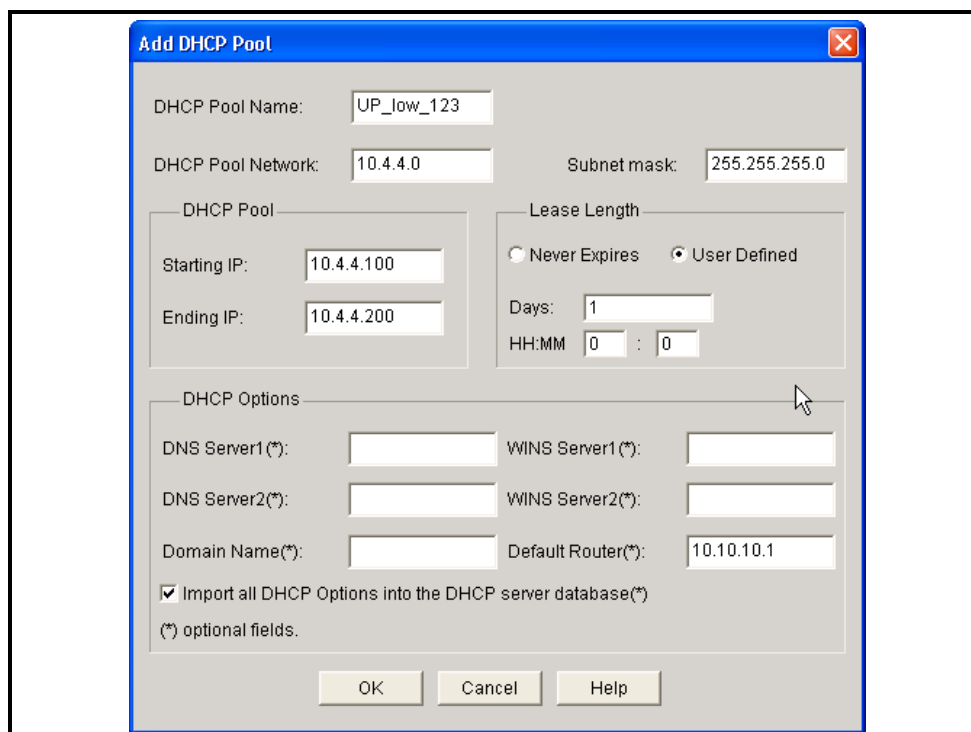 Add DHCP Pool
DHCP Pool Name: UP_low_123
DHCP Pool Network: 10.4.4.0 Subnet mask: 255.255.255.0
DHCP Pool
Starting IP: 10.4.4.100
Ending IP: 10.4.4.200
Lease Length
Never Expires User Defined
Days: 1
HH:MM 0 : 0
DHCP Options
DNS Server1(*): WINS Server1(*):
DNS Server2(*): WINS Server2(*):
Domain Name(*): Default Router(*): 10.10.10.1
Import all DHCP Options into the DHCP server database(*)
(*) optional fields.
OK Cancel Help